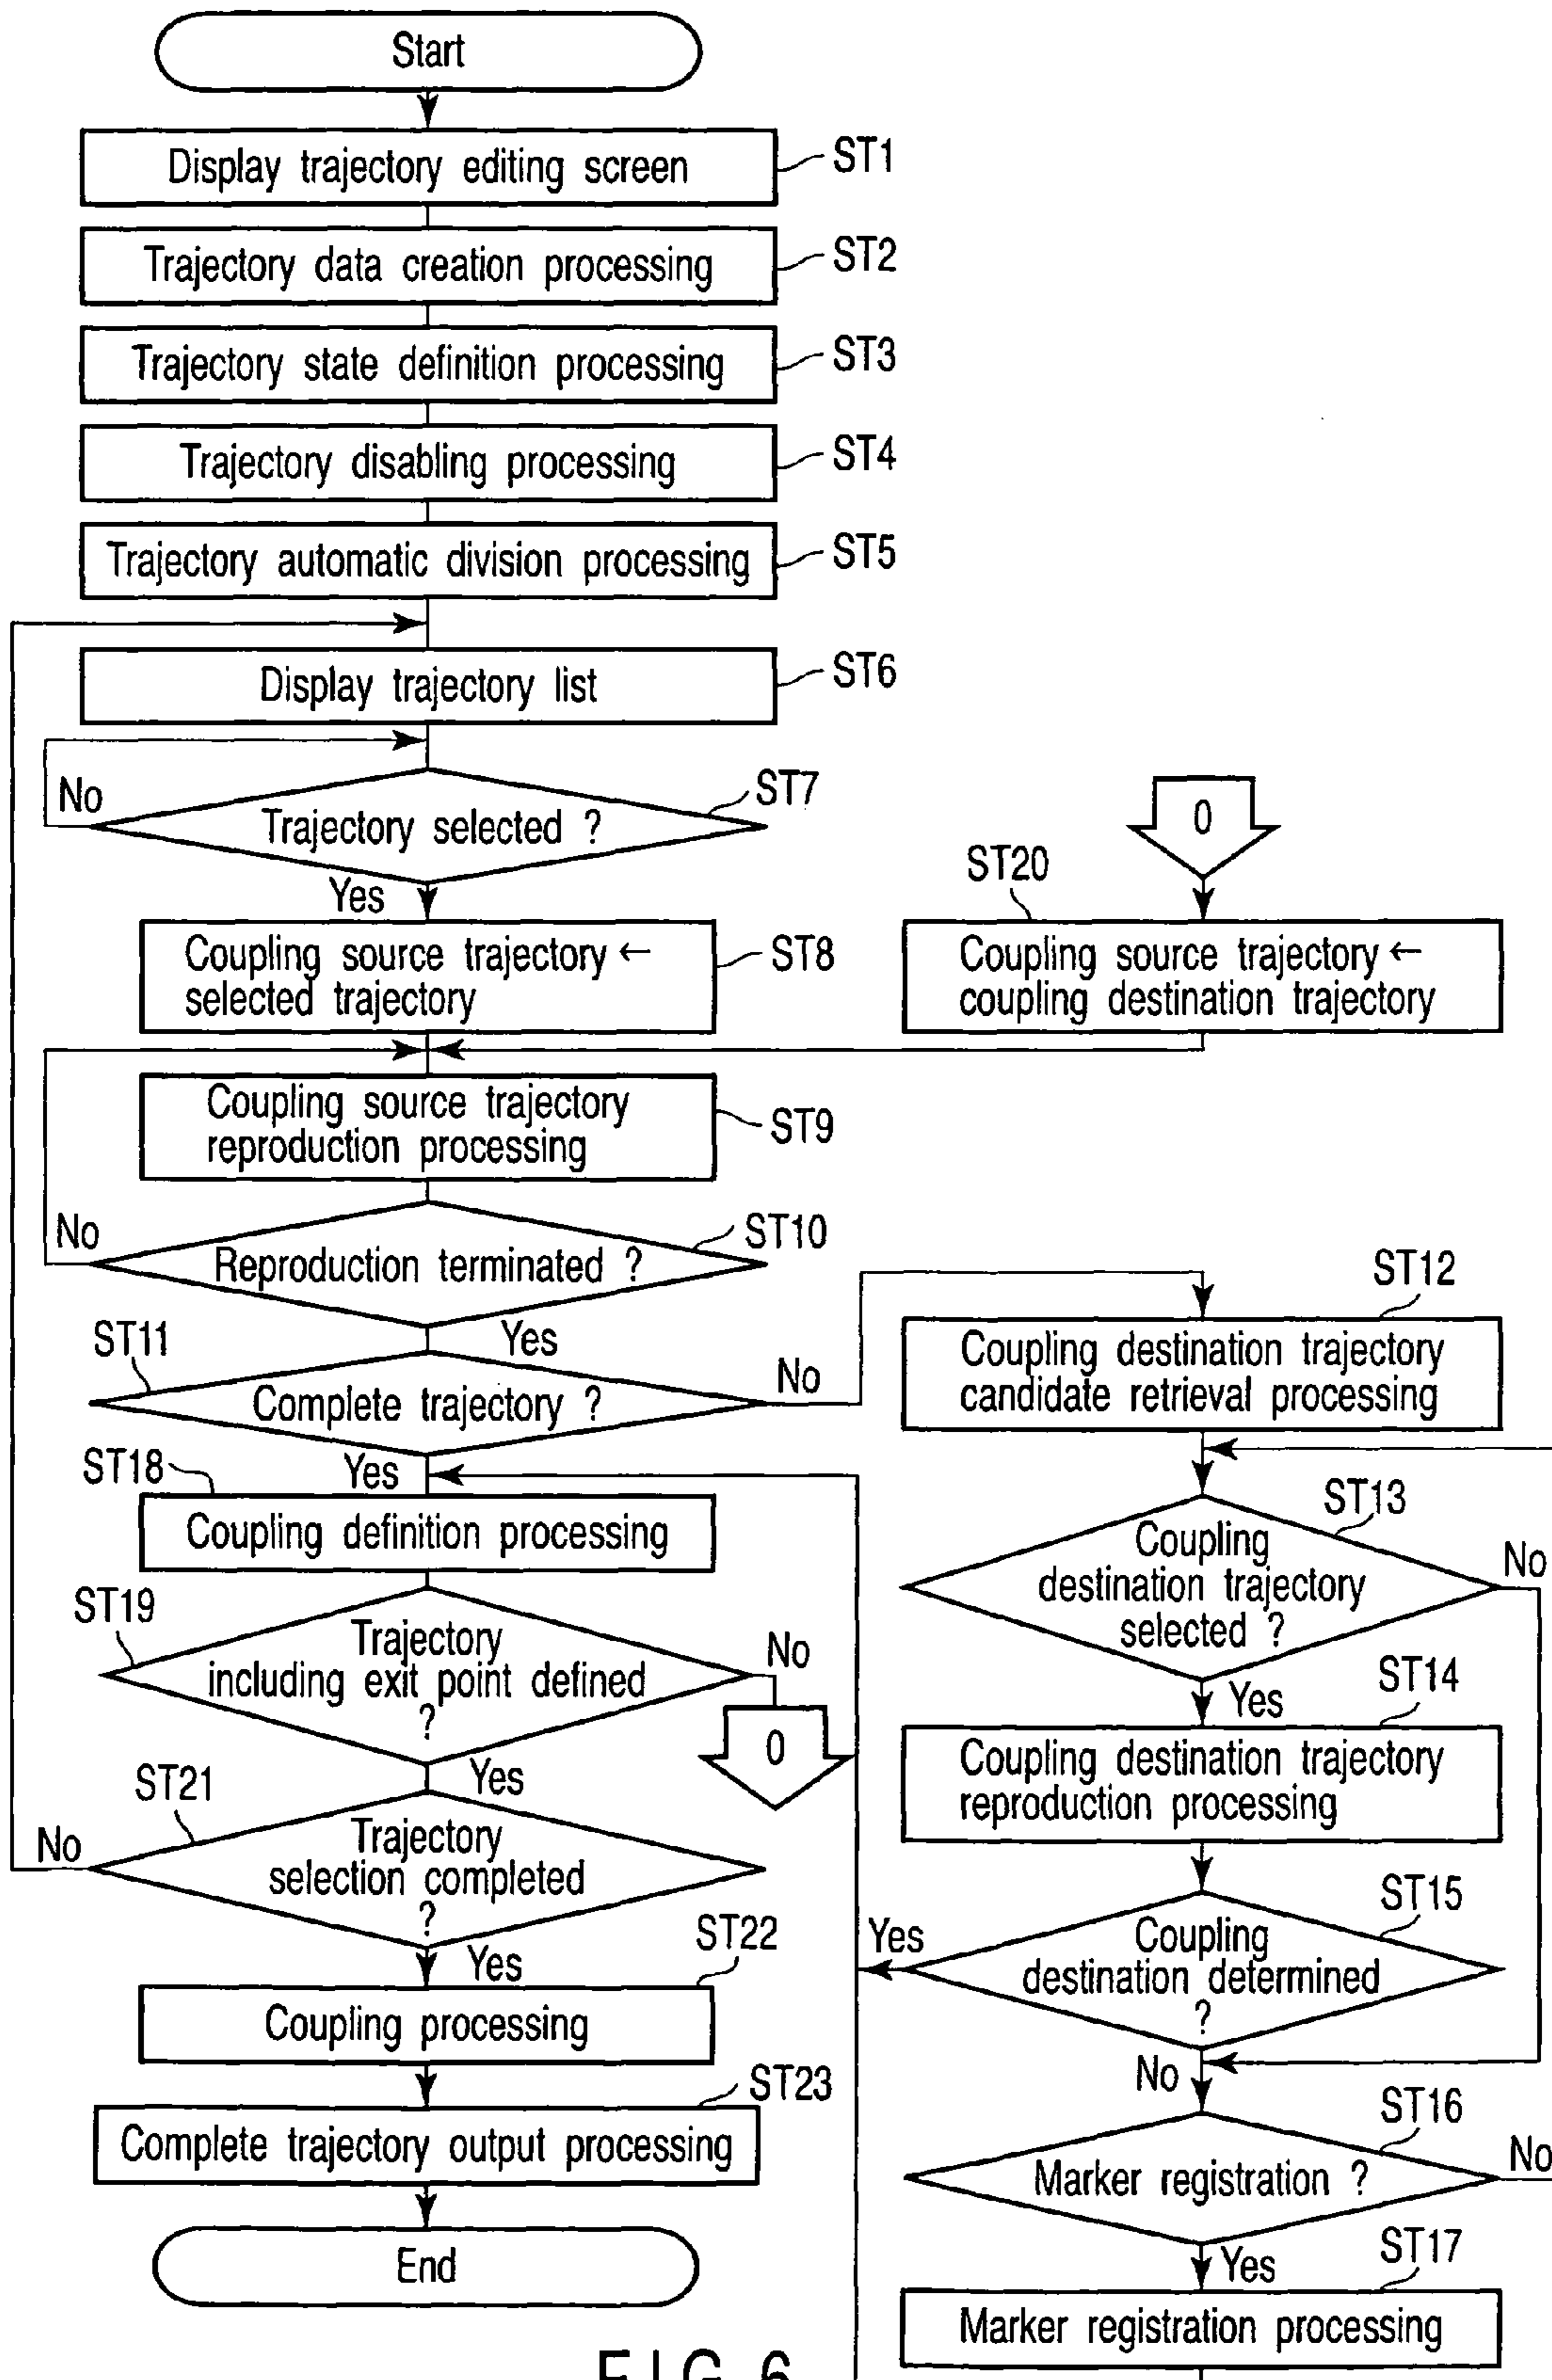 Start
Display trajectory editing screen
ST1
Trajectory data creation processing
ST2
Trajectory state definition processing
ST3
Trajectory disabling processing
ST4
Trajectory automatic division processing
ST5
Display trajectory list
ST6
No
Trajectory selected ?
ST7
Yes
Coupling source trajectory ←
selected trajectory
ST8
0
ST20
Coupling source trajectory ←
coupling destination trajectory
Coupling source trajectory
reproduction processing
ST9
No
Reproduction terminated ?
ST10
Yes
ST11
Complete trajectory ?
No
Yes
ST12
Coupling destination trajectory
candidate retrieval processing
ST18
Coupling definition processing
ST13
Coupling
destination trajectory
selected ?
No
Yes
ST19
Trajectory
including exit point defined
?
No
0
Yes
ST14
Coupling destination trajectory
reproduction processing
ST21
Trajectory
selection completed
?
No
Yes
ST15
Coupling
destination determined
?
Yes
No
ST22
Coupling processing
ST23
Complete trajectory output processing
End
ST16
Marker registration ?
No
Yes
ST17
Marker registration processing
FIG. 6